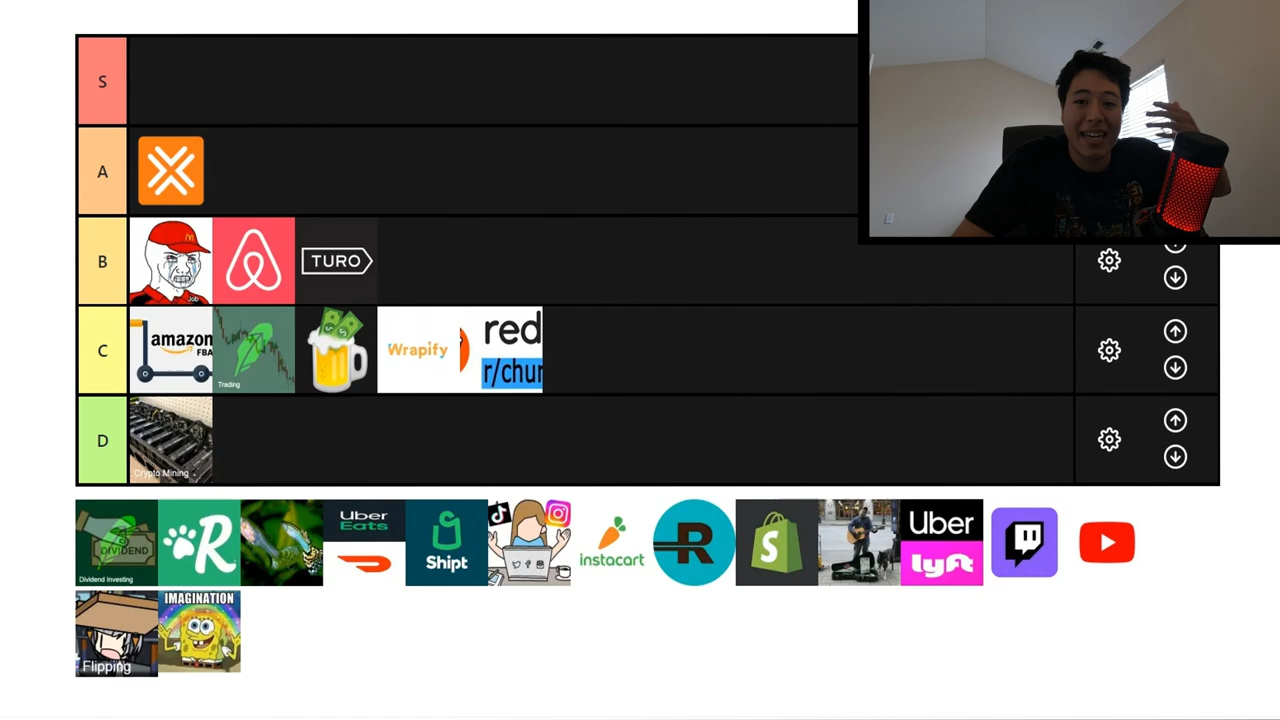 S
A
B
Job
TURO
C
amazon
FBA
Trading
Wrapify
red
r/chur
D
Crypto Mining
DIVIDEND
Dividend Investing
R
Uber
Eats
Shipt
instacart
R
S
Uber
lyft
Flipping
IMAGINATION